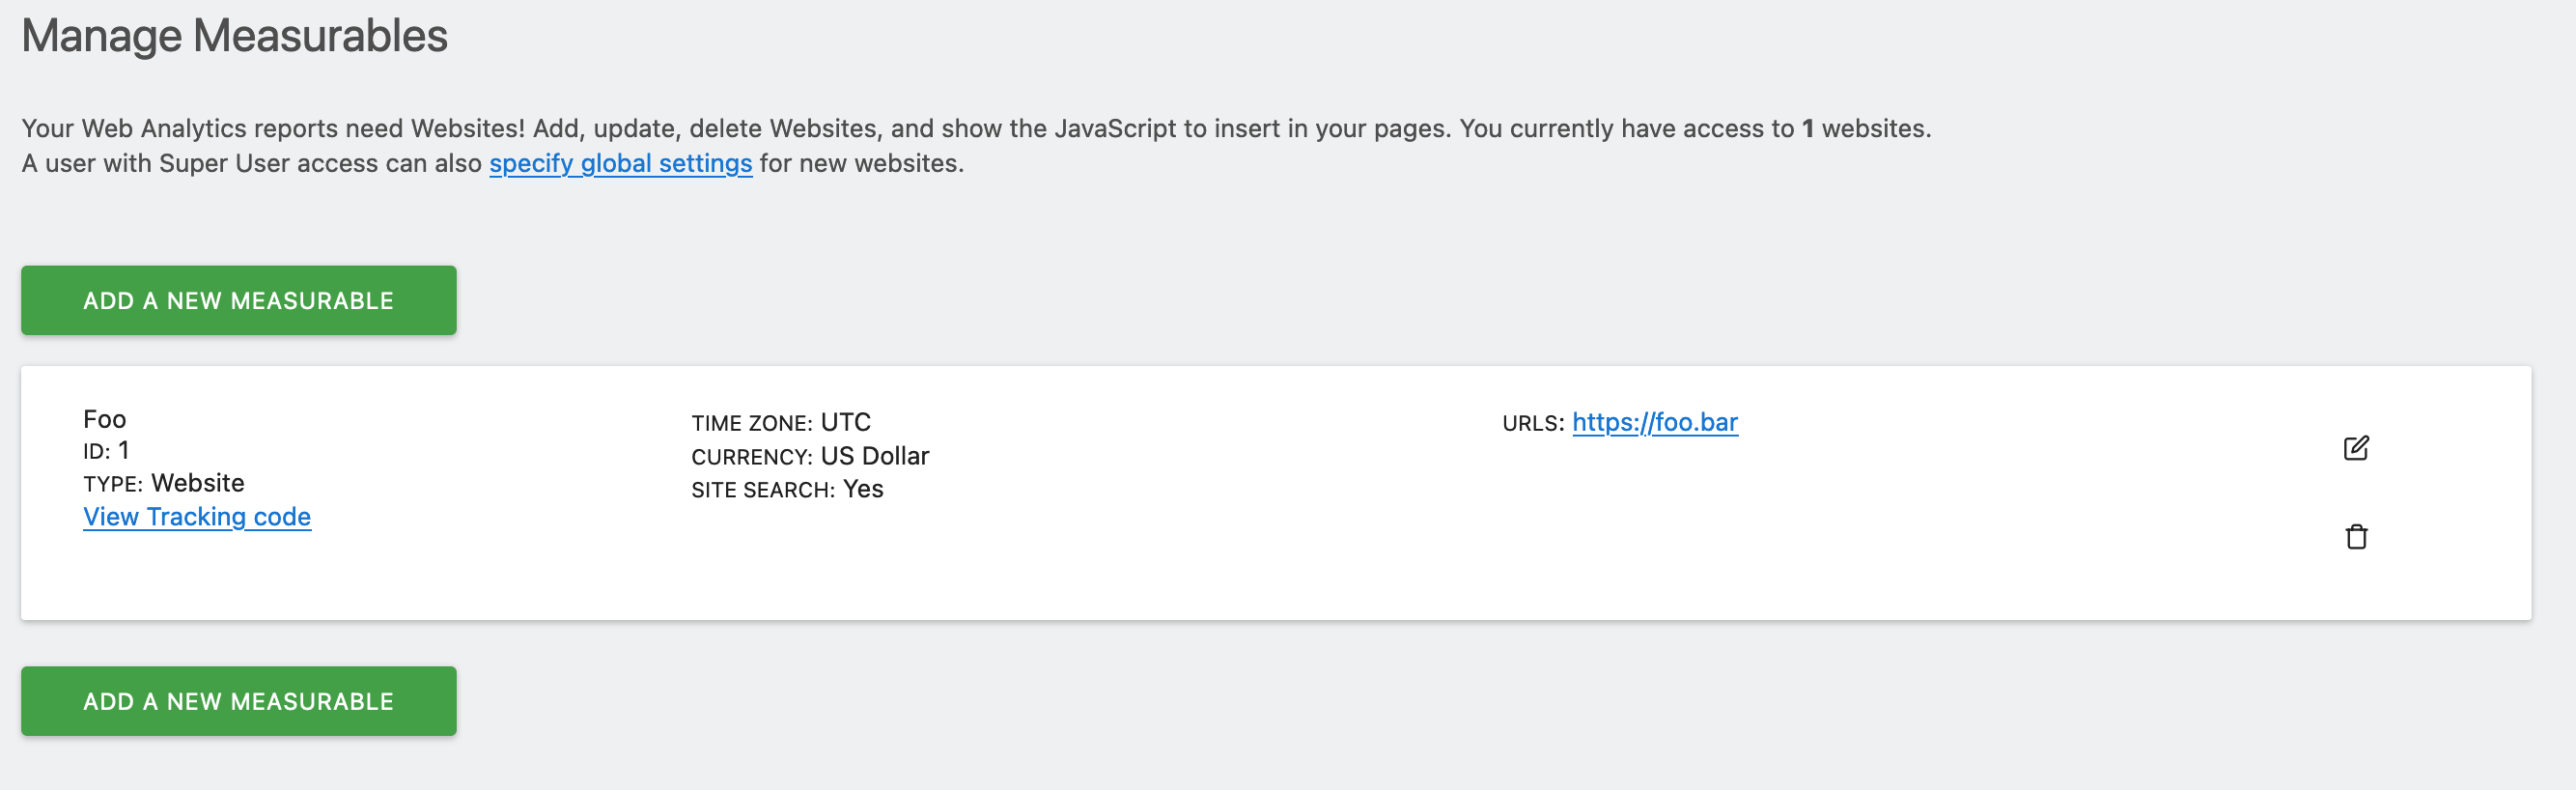 Manage Measurables
Your Web Analytics reports need Websites! Add, update, delete Websites, and show the JavaScript to insert in your pages. You currently have access to 1 websites.
A user with Super User access can also specify global settings for new websites.
ADD A NEW MEASURABLE
Foo
ID: 1
TYPE: Website
View Tracking code
TIME ZONE: UTC
CURRENCY: US Dollar
SITE SEARCH: Yes
URLS: https://foo.bar
ADD A NEW MEASURABLE